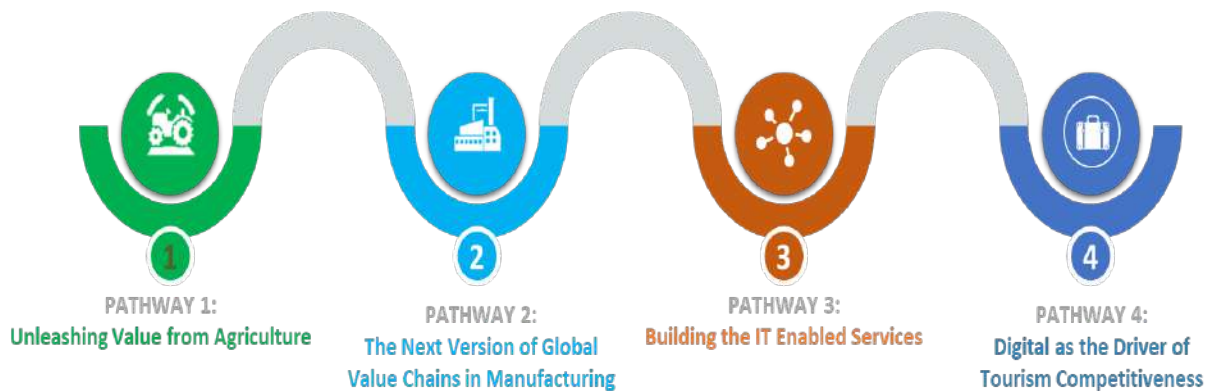 1
PATHWAY 1:
Unleashing Value from Agriculture
2
PATHWAY 2:
The Next Version of Global
Value Chains in Manufacturing
3
PATHWAY 3:
Building the IT Enabled Services
4
PATHWAY 4:
Digital as the Driver of
Tourism Competitiveness